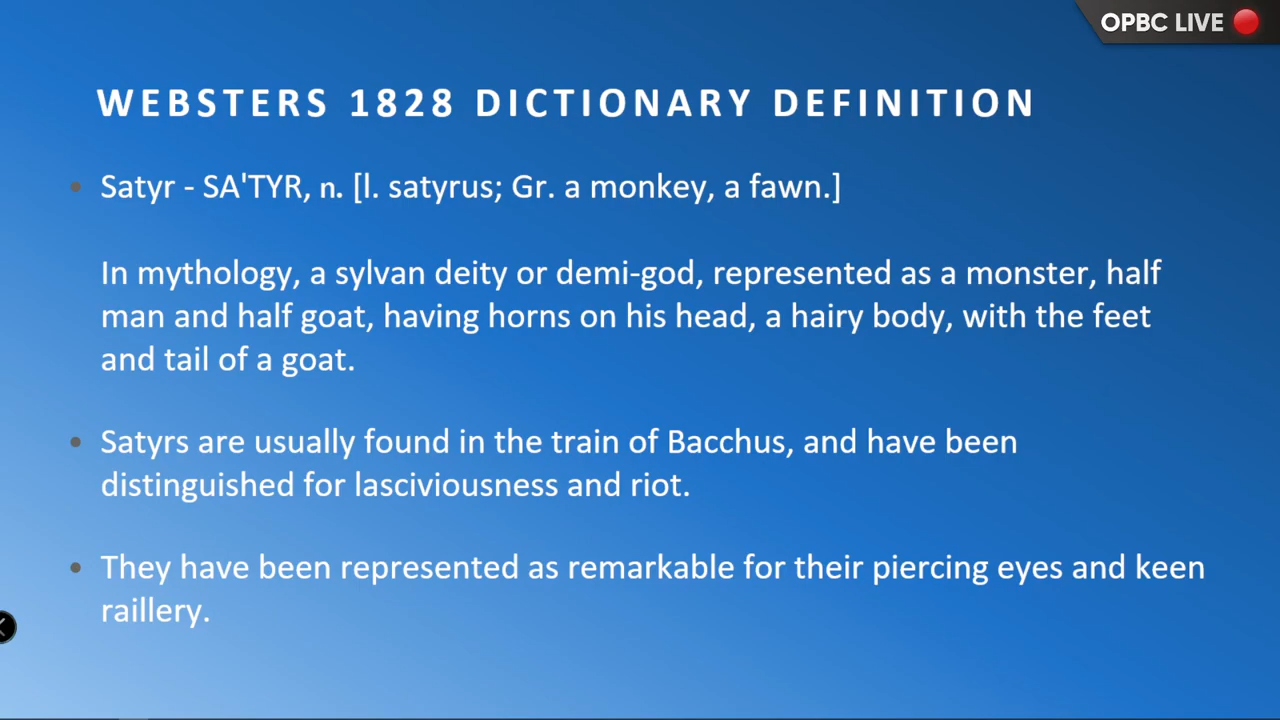 OPBC LIVE
WEBSTERS 1828 DICTIONARY DEFINITION
• Satyr - SA'TYR, n. [l. satyrus; Gr. a monkey, a fawn.]
In mythology, a sylvan deity or demi-god, represented as a monster, half
man and half goat, having horns on his head, a hairy body, with the feet
and tail of a goat.
• Satyrs are usually found in the train of Bacchus, and have been
distinguished for lasciviousness and riot.
• They have been represented as remarkable for their piercing eyes and keen
raillery.